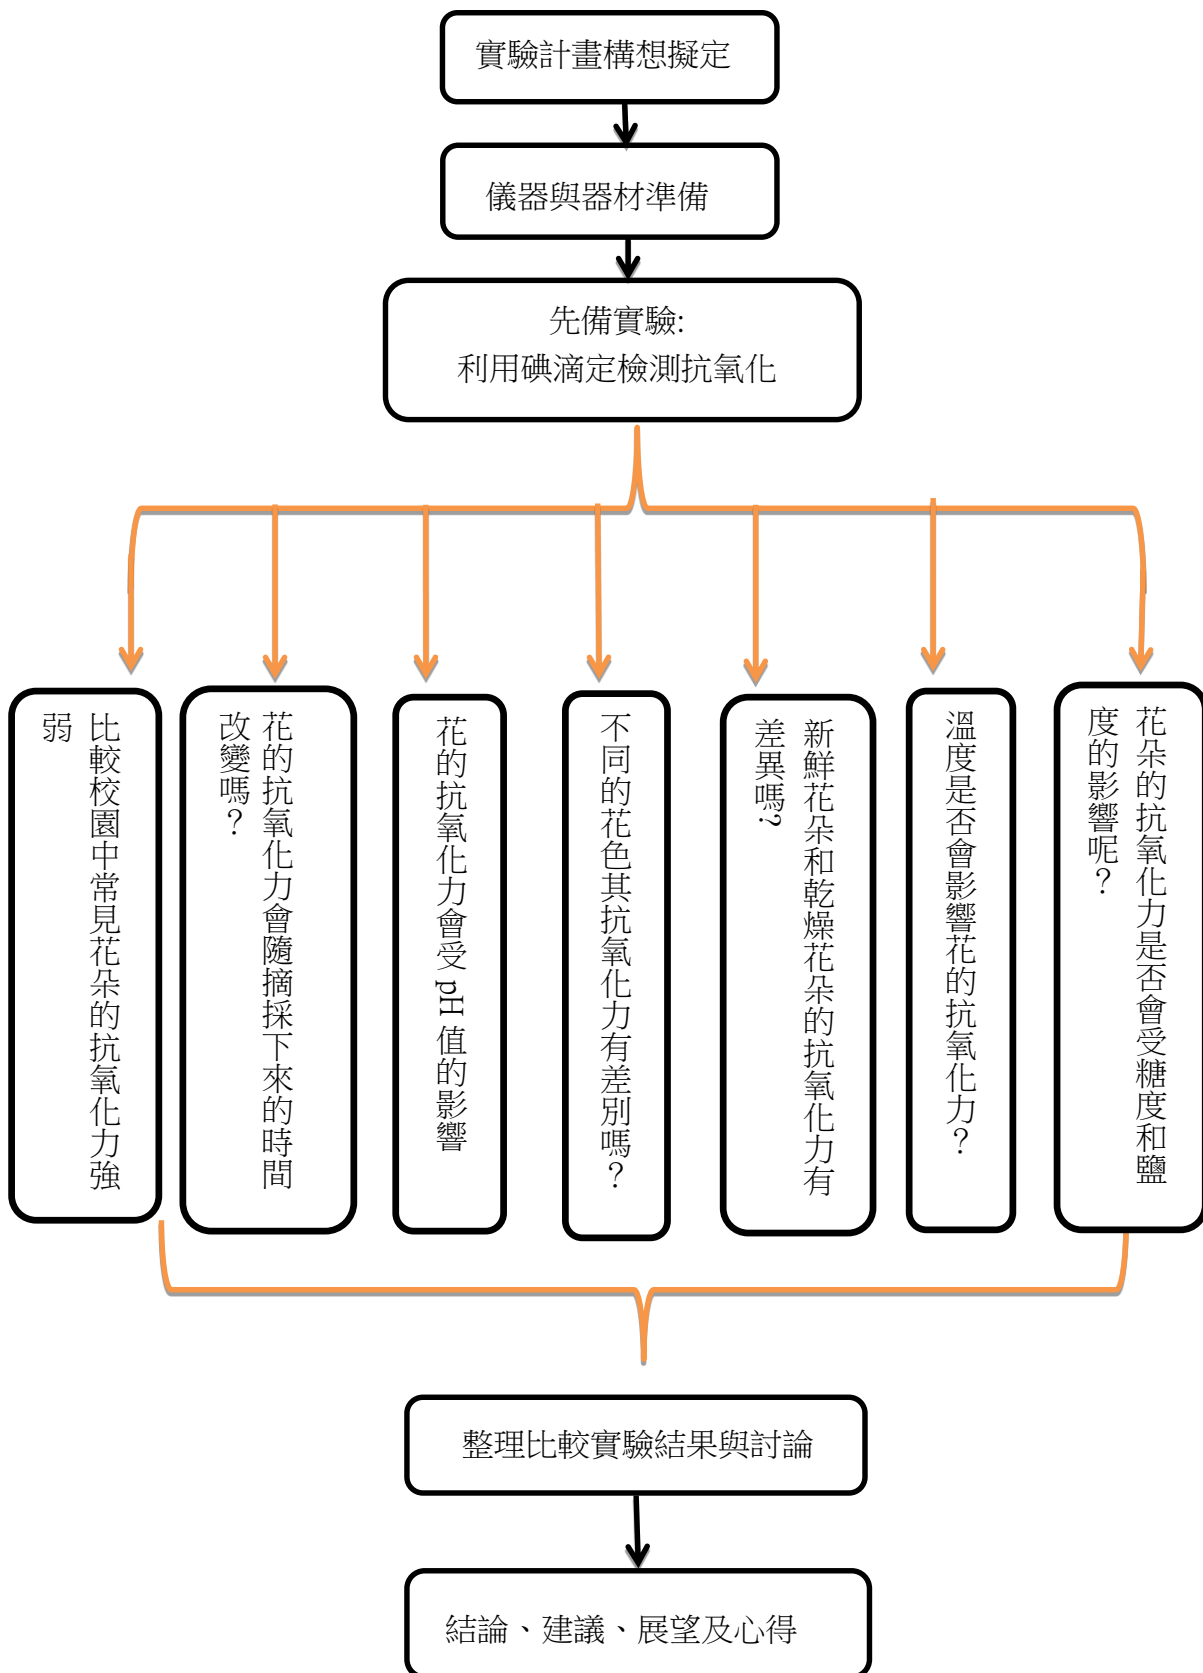 實驗計畫構想擬定
儀器與器材準備
先備實驗:
利用碘滴定檢測抗氧化
比較校園中常見花朵的抗氧化力強
弱
花的抗氧化力會隨摘採下來的時間
改變嗎？
花的抗氧化力會受 pH 值的影響
不同的花色其抗氧化力有差別嗎？
新鮮花朵和乾燥花朵的抗氧化力有
差異嗎?
溫度是否會影響花的抗氧化力？
花朵的抗氧化力是否會受糖度和鹽
度的影響呢？
整理比較實驗結果與討論
結論、建議、展望及心得